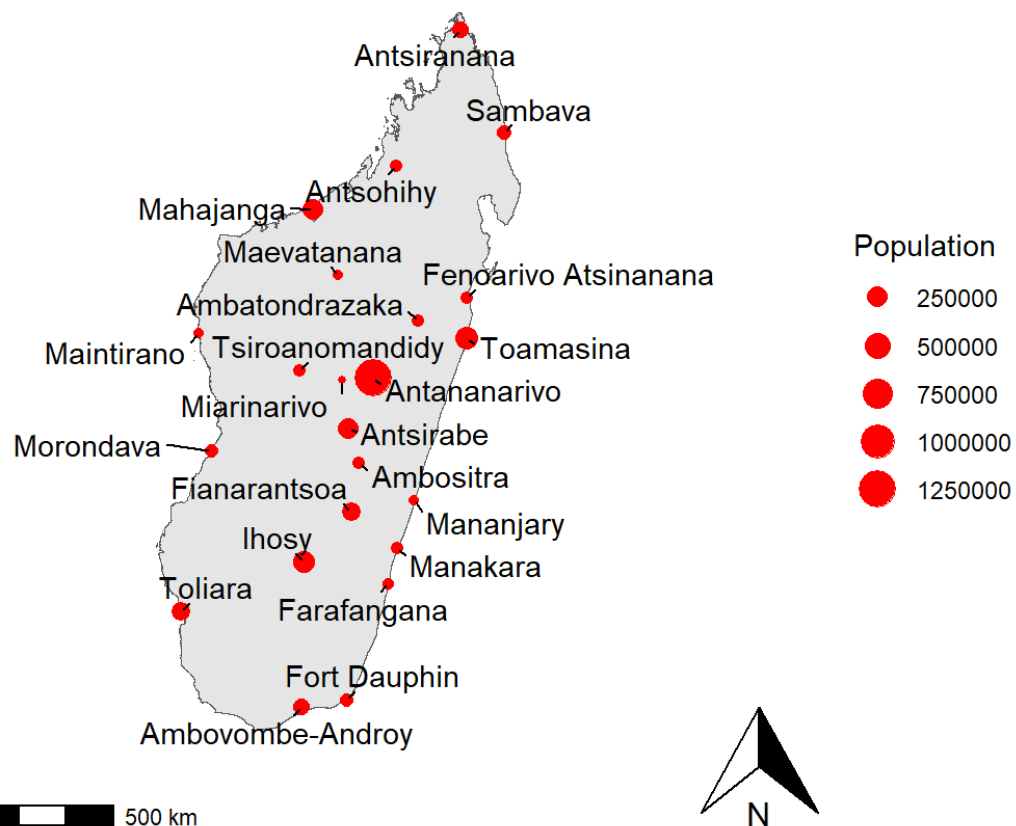 Antsiranana
Sambava
Antsohihy
Mahajanga
Maevatanana
Fenoarivo Atsinanana
Ambatondrazaka
Maintirano
Tsiroanomandidy
Toamasina
Miarinarivo
Antananarivo
Morondava
Antsirabe
Ambositra
Fianarantsoa
Mananjary
Ihosy
Manakara
Toliara
Farafangana
Fort Dauphin
Ambovombe-Androy
Population
250000
500000
750000
1000000
1250000
500 km
N